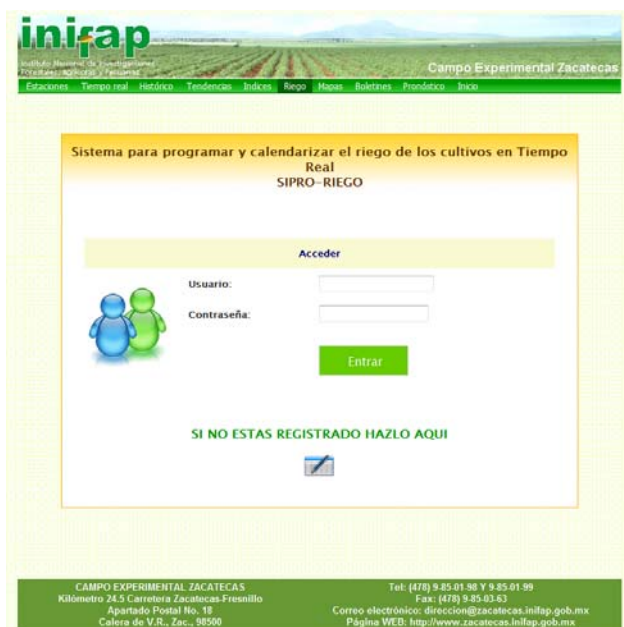 inifap
Instituto Nacional de Investigaciones
Forestales, Agrícolas y Pecuarias
Campo Experimental Zacatecas
Estaciones Tiempo real Histórico Tendencias Indices Riego Mapas Boletines Pronóstico Inicio
Sistema para programar y calendarizar el riego de los cultivos en Tiempo
Real
SIPRO-RIEGO
Acceder
Usuario:
Contraseña:
Entrar
SI NO ESTAS REGISTRADO HAZLO AQUI
CAMPO EXPERIMENTAL ZACATECAS
Kilómetro 24.5 Carretera Zacatecas-Fresnillo
Apartado Postal No. 18
Calera de V.R., Zac., 98500
Tel: (478) 9-85-01-98 Y 9-85-01-99
Fax: (478) 9-85-03-63
Correo electrónico: direccion@zacatecas.inifap.gob.mx
Página WEB: http://www.zacatecas.inifap.gob.mx